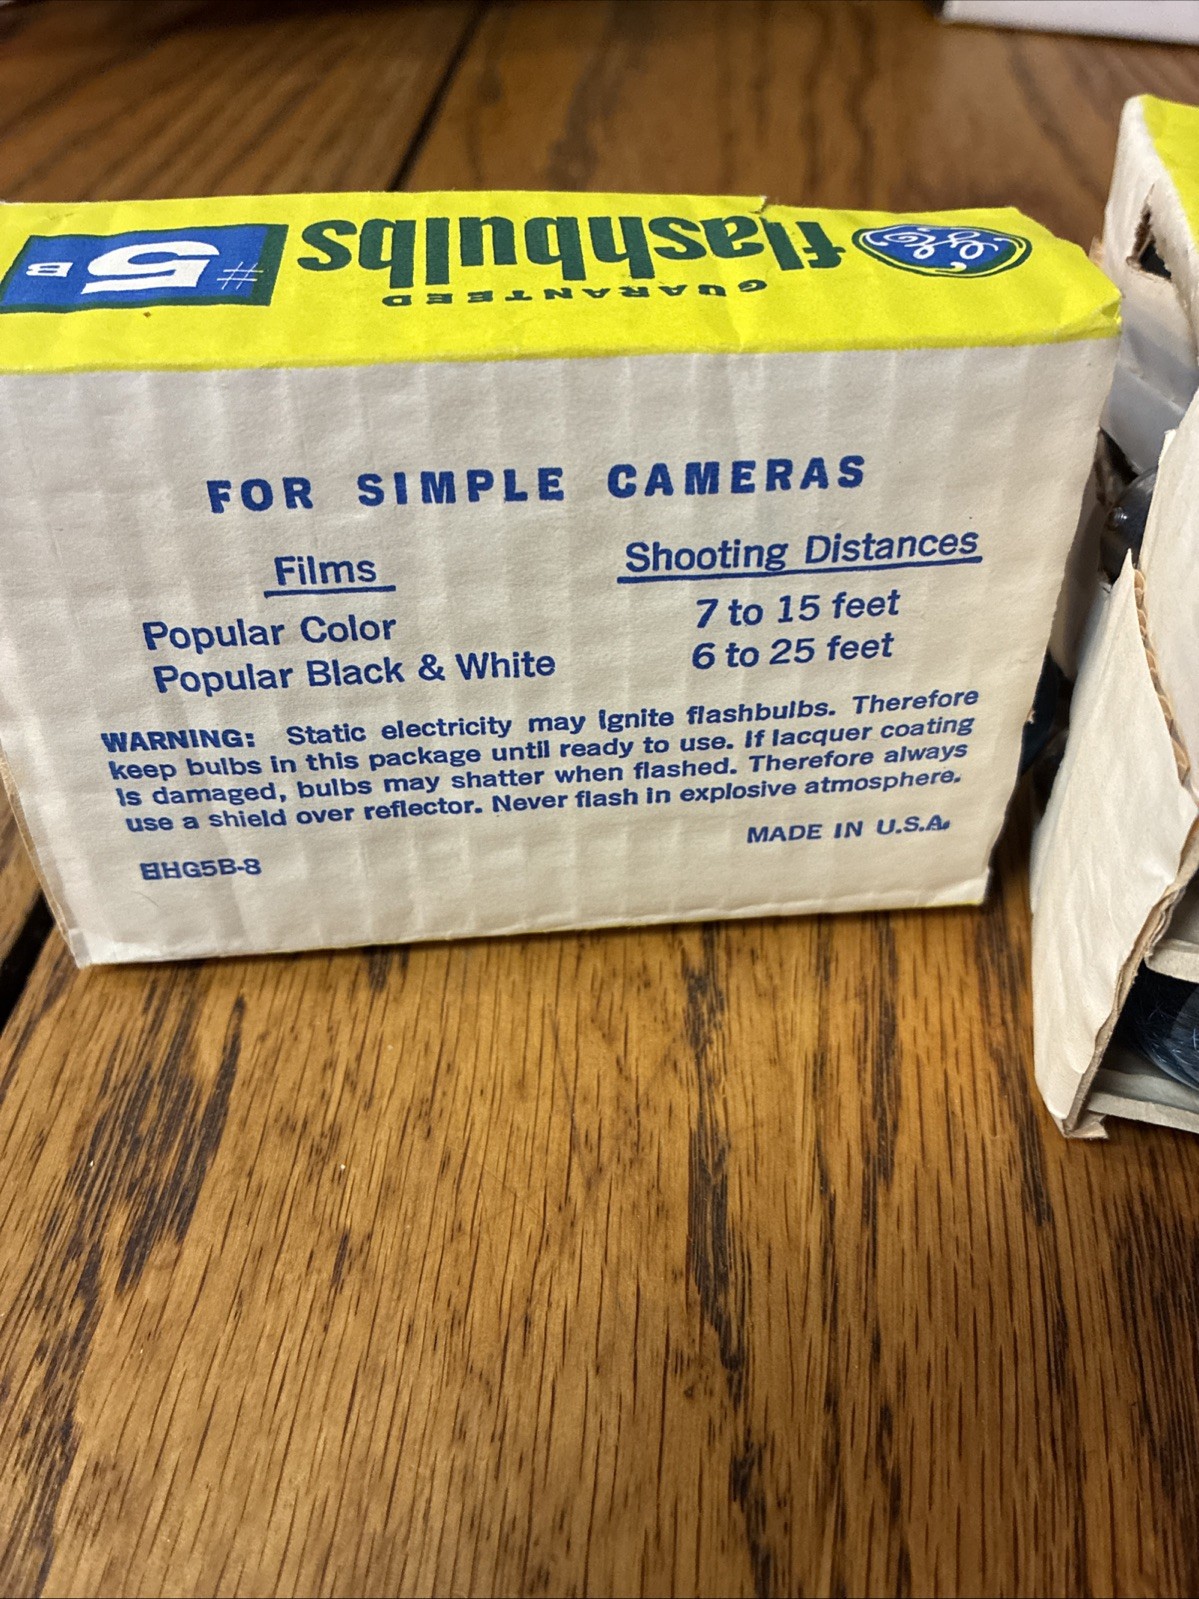 GUARANTEED
flashbulbs
#5B
GE
FOR SIMPLE CAMERAS
Films
Shooting Distances
Popular Color
7 to 15 feet
Popular Black & White
6 to 25 feet
WARNING: Static electricity may ignite flashbulbs. Therefore
keep bulbs in this package until ready to use. If lacquer coating
is damaged, bulbs may shatter when flashed. Therefore always
use a shield over reflector. Never flash in explosive atmosphere.
MADE IN U.S.A.